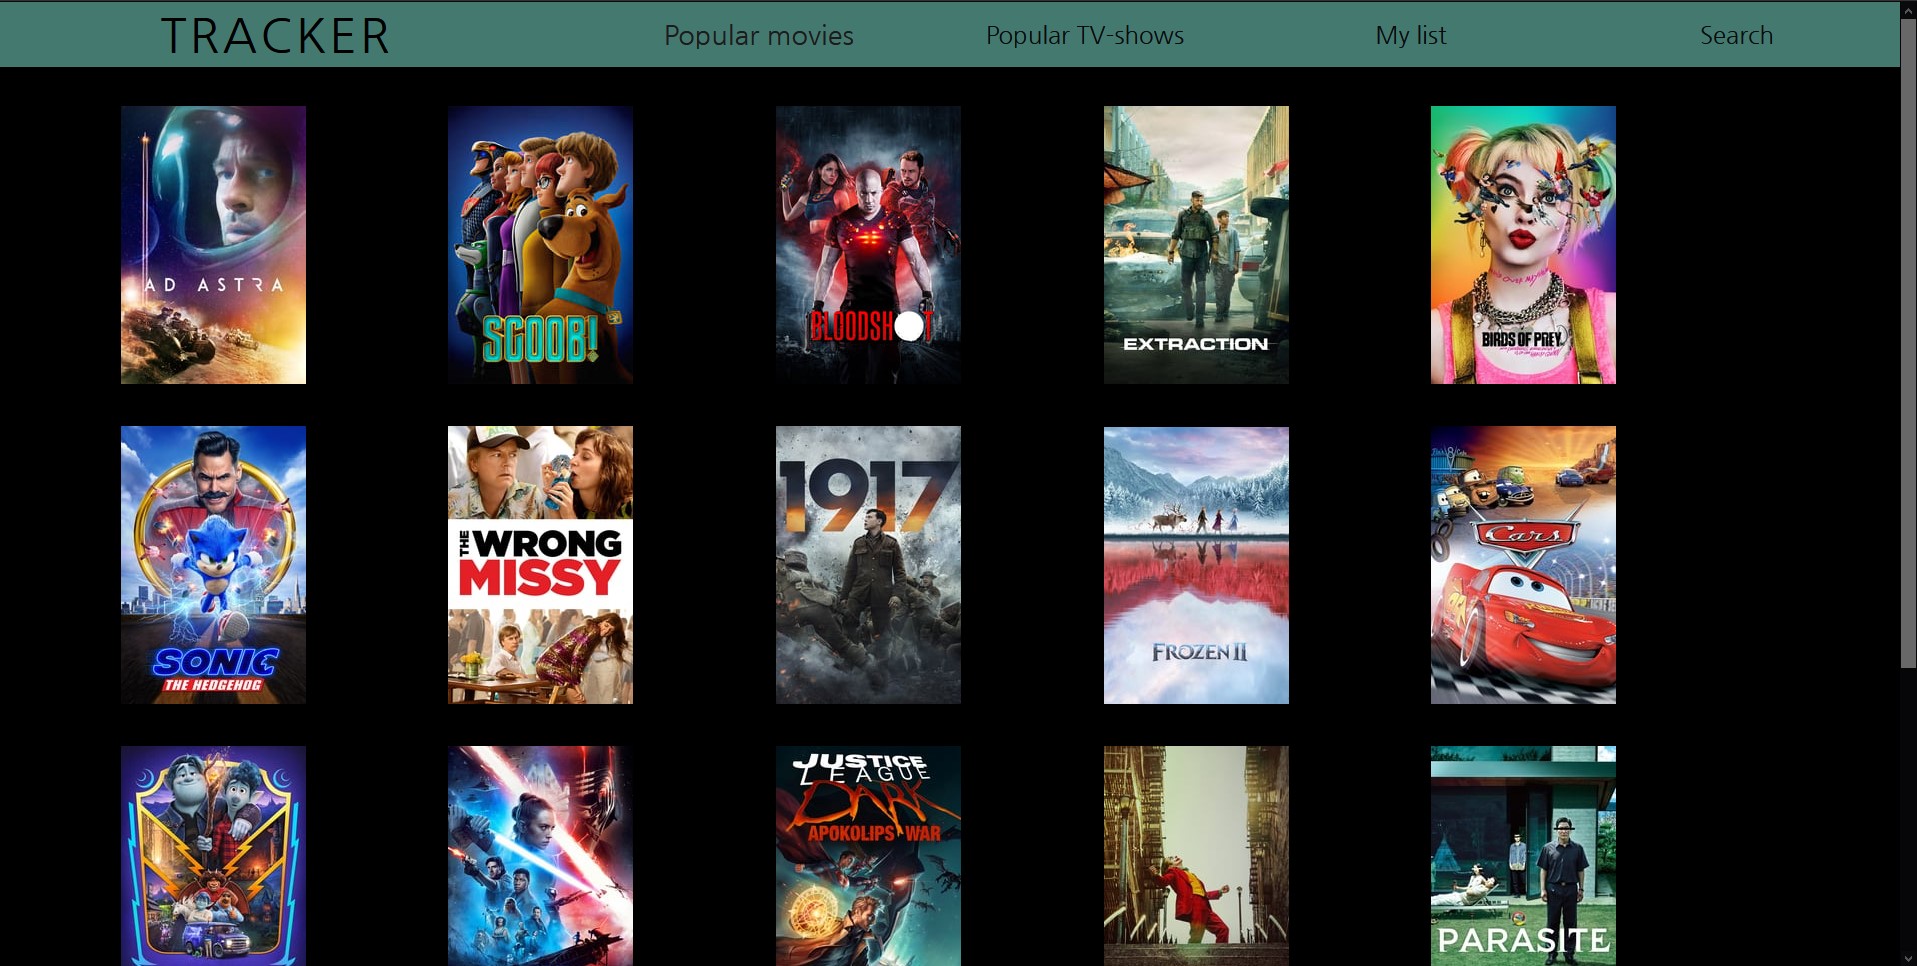 TRACKER
Popular movies
Popular TV-shows
My list
Search
AD ASTRA
SCOOB!
BLOODSHOT
EXTRACTION
BIRDS OF PREY
SONIC
THE HEDGEHOG
THE WRONG
MISSY
1917
FROZEN II
Cars
JUSTICE
LEAGUE
DARK
APOKOLIPS WAR
PARASITE